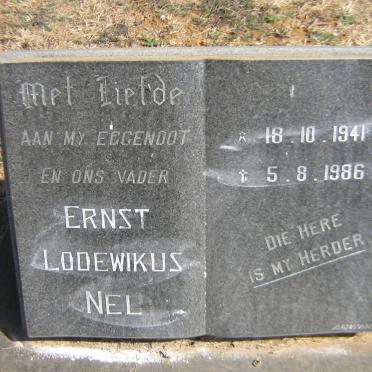 Met Liefde
AAN MY EGGENOOT
EN ONS VADER
ERNST
LODEWIKUS
NEL
* 18.10.1941
† 5.8.1986
DIE HERE
IS MY HERDER